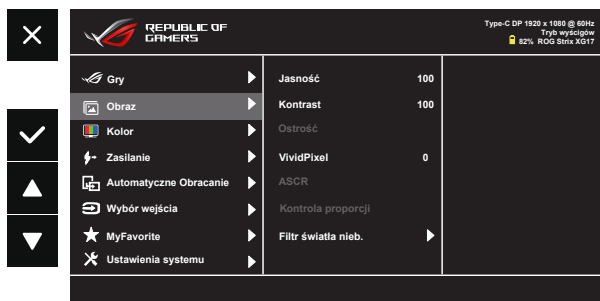 REPUBLIC OF
GAMERS
Type-C DP 1920 x 1080 @ 60Hz
Tryb wyścigów
82% ROG Strix XG17
Gry
Obraz
Kolor
Zasilanie
Automatyczne Obracanie
Wybór wejścia
MyFavorite
Ustawienia systemu
Jasność 100
Kontrast 100
Ostrość
VividPixel 0
ASCR
Kontrola proporcji
Filtr światła nieb.